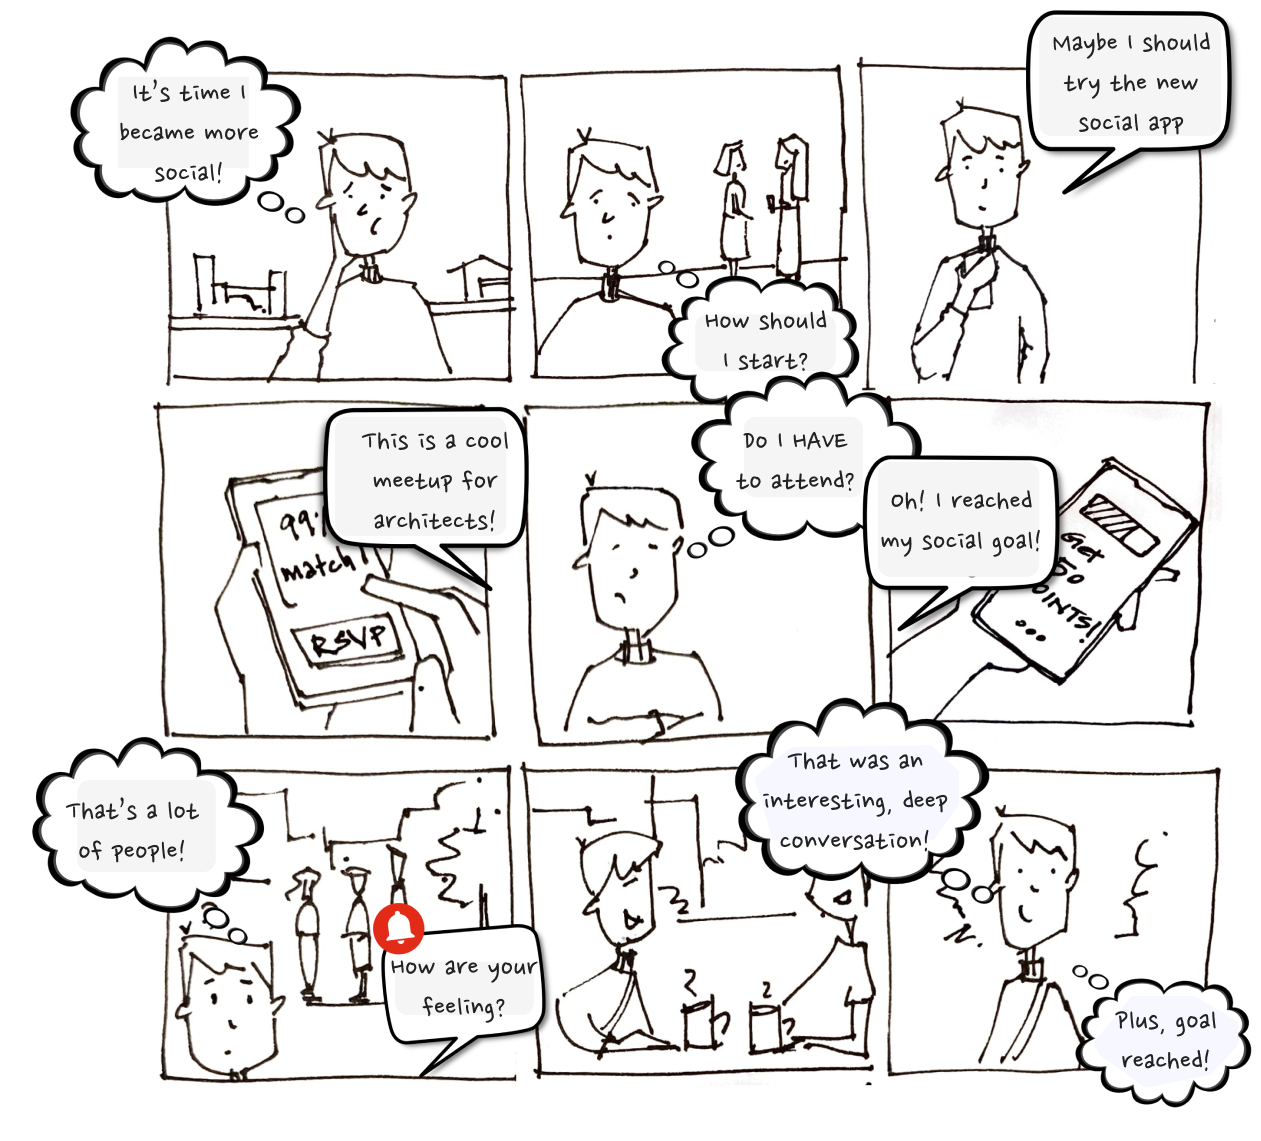 It's time I
became more
social!
How should
I start?
Maybe I should
try the new
social app
This is a cool
meetup for
architects!
match
RSVP
Do I HAVE
to attend?
Oh! I reached
my social goal!
Get
50
OINTS!
...
That's a lot
of people!
How are your
feeling?
That was an
interesting, deep
conversation!
Plus, goal
reached!